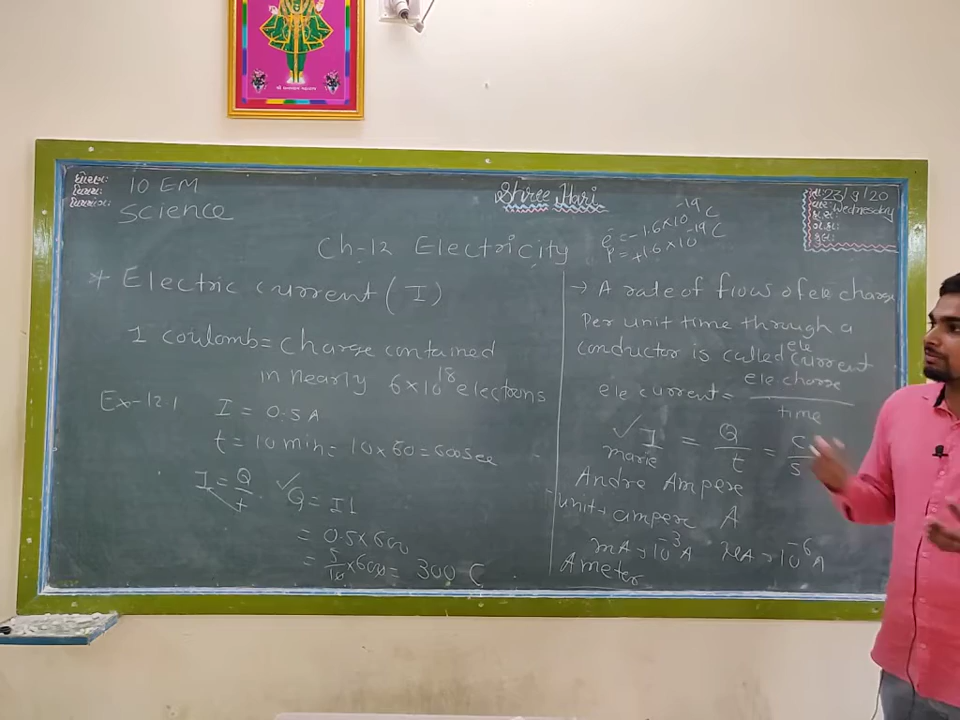 ધોરણ: 10 EM
વિષય: Science
Shree Hari
તા: 23/9/20
વાર: Wednesday
e = -1.6×10^-19 C
P = +1.6×10^-19 C
Ch-12 Electricity
* Electric current (I)
1 coulomb = charge contained
in nearly 6×10^18 electrons
Ex-12.1 I = 0.5 A
t = 10 min = 10×60 = 600 sec
I = Q/t ✓ Q = It
= 0.5×600
= 5/10×600 = 300 C
→ A rate of flows of ele charge
Per unit time through a
conductor is called ele current
ele current = ele charge / time
✓ I = Q/t = C/S
marie
Andre Ampere
unit → ampere A
mA → 10^-3 A μA → 10^-6 A
Ameter